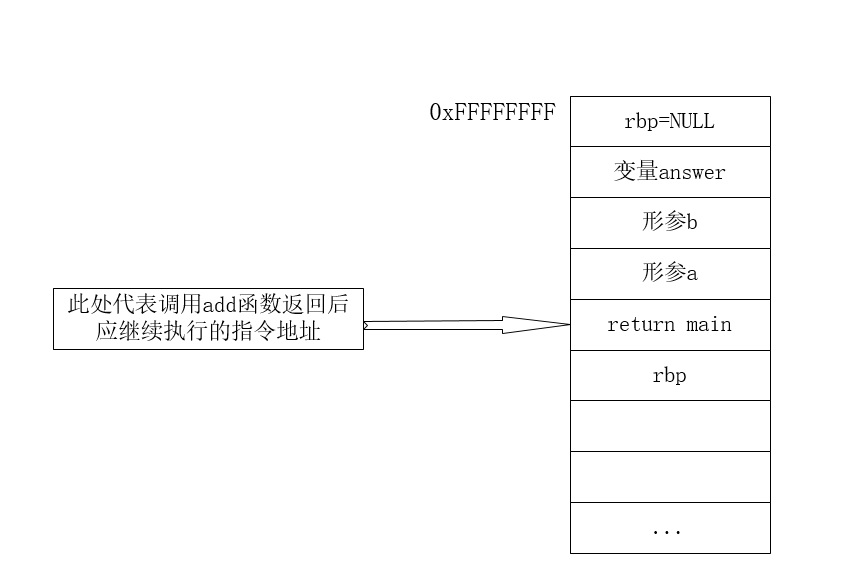 0xFFFFFFFF
rbp=NULL
变量answer
形参b
形参a
此处代表调用add函数返回后
应继续执行的指令地址
return main
rbp
...